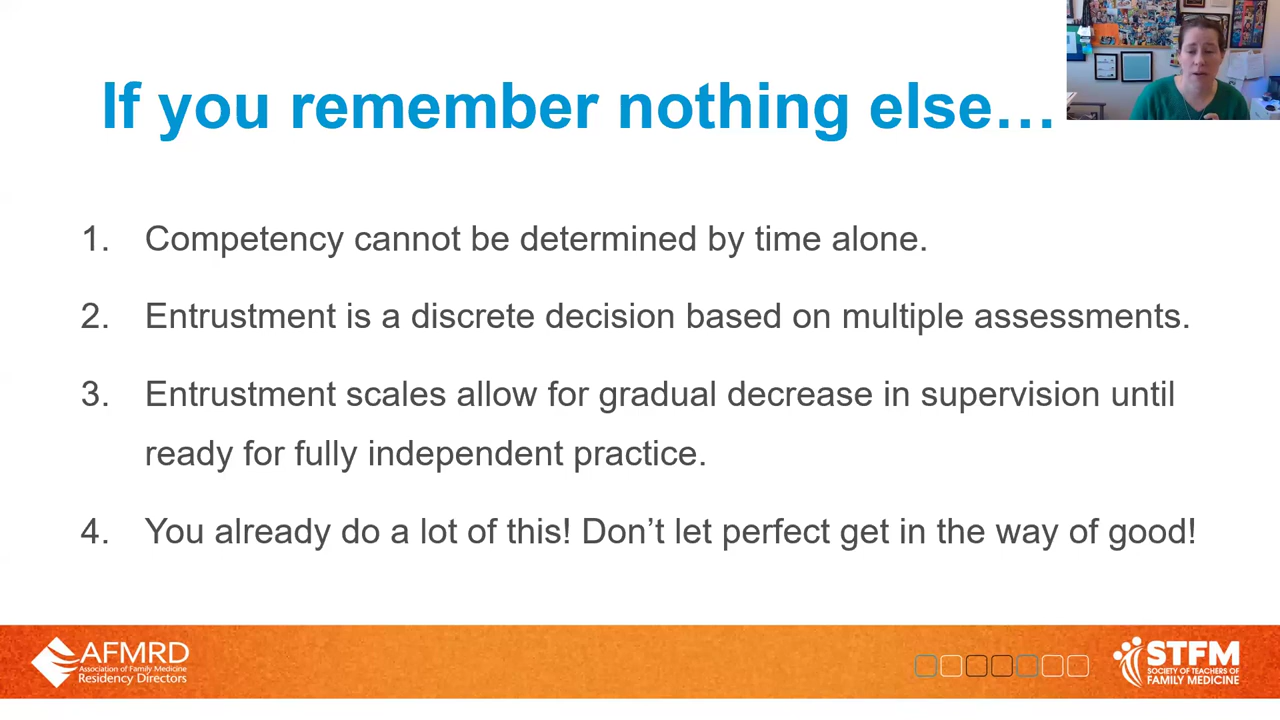 If you remember nothing else…
1. Competency cannot be determined by time alone.
2. Entrustment is a discrete decision based on multiple assessments.
3. Entrustment scales allow for gradual decrease in supervision until
ready for fully independent practice.
4. You already do a lot of this! Don’t let perfect get in the way of good!
AFMRD
Association of Family Medicine
Residency Directors
STFM
SOCIETY OF TEACHERS OF
FAMILY MEDICINE